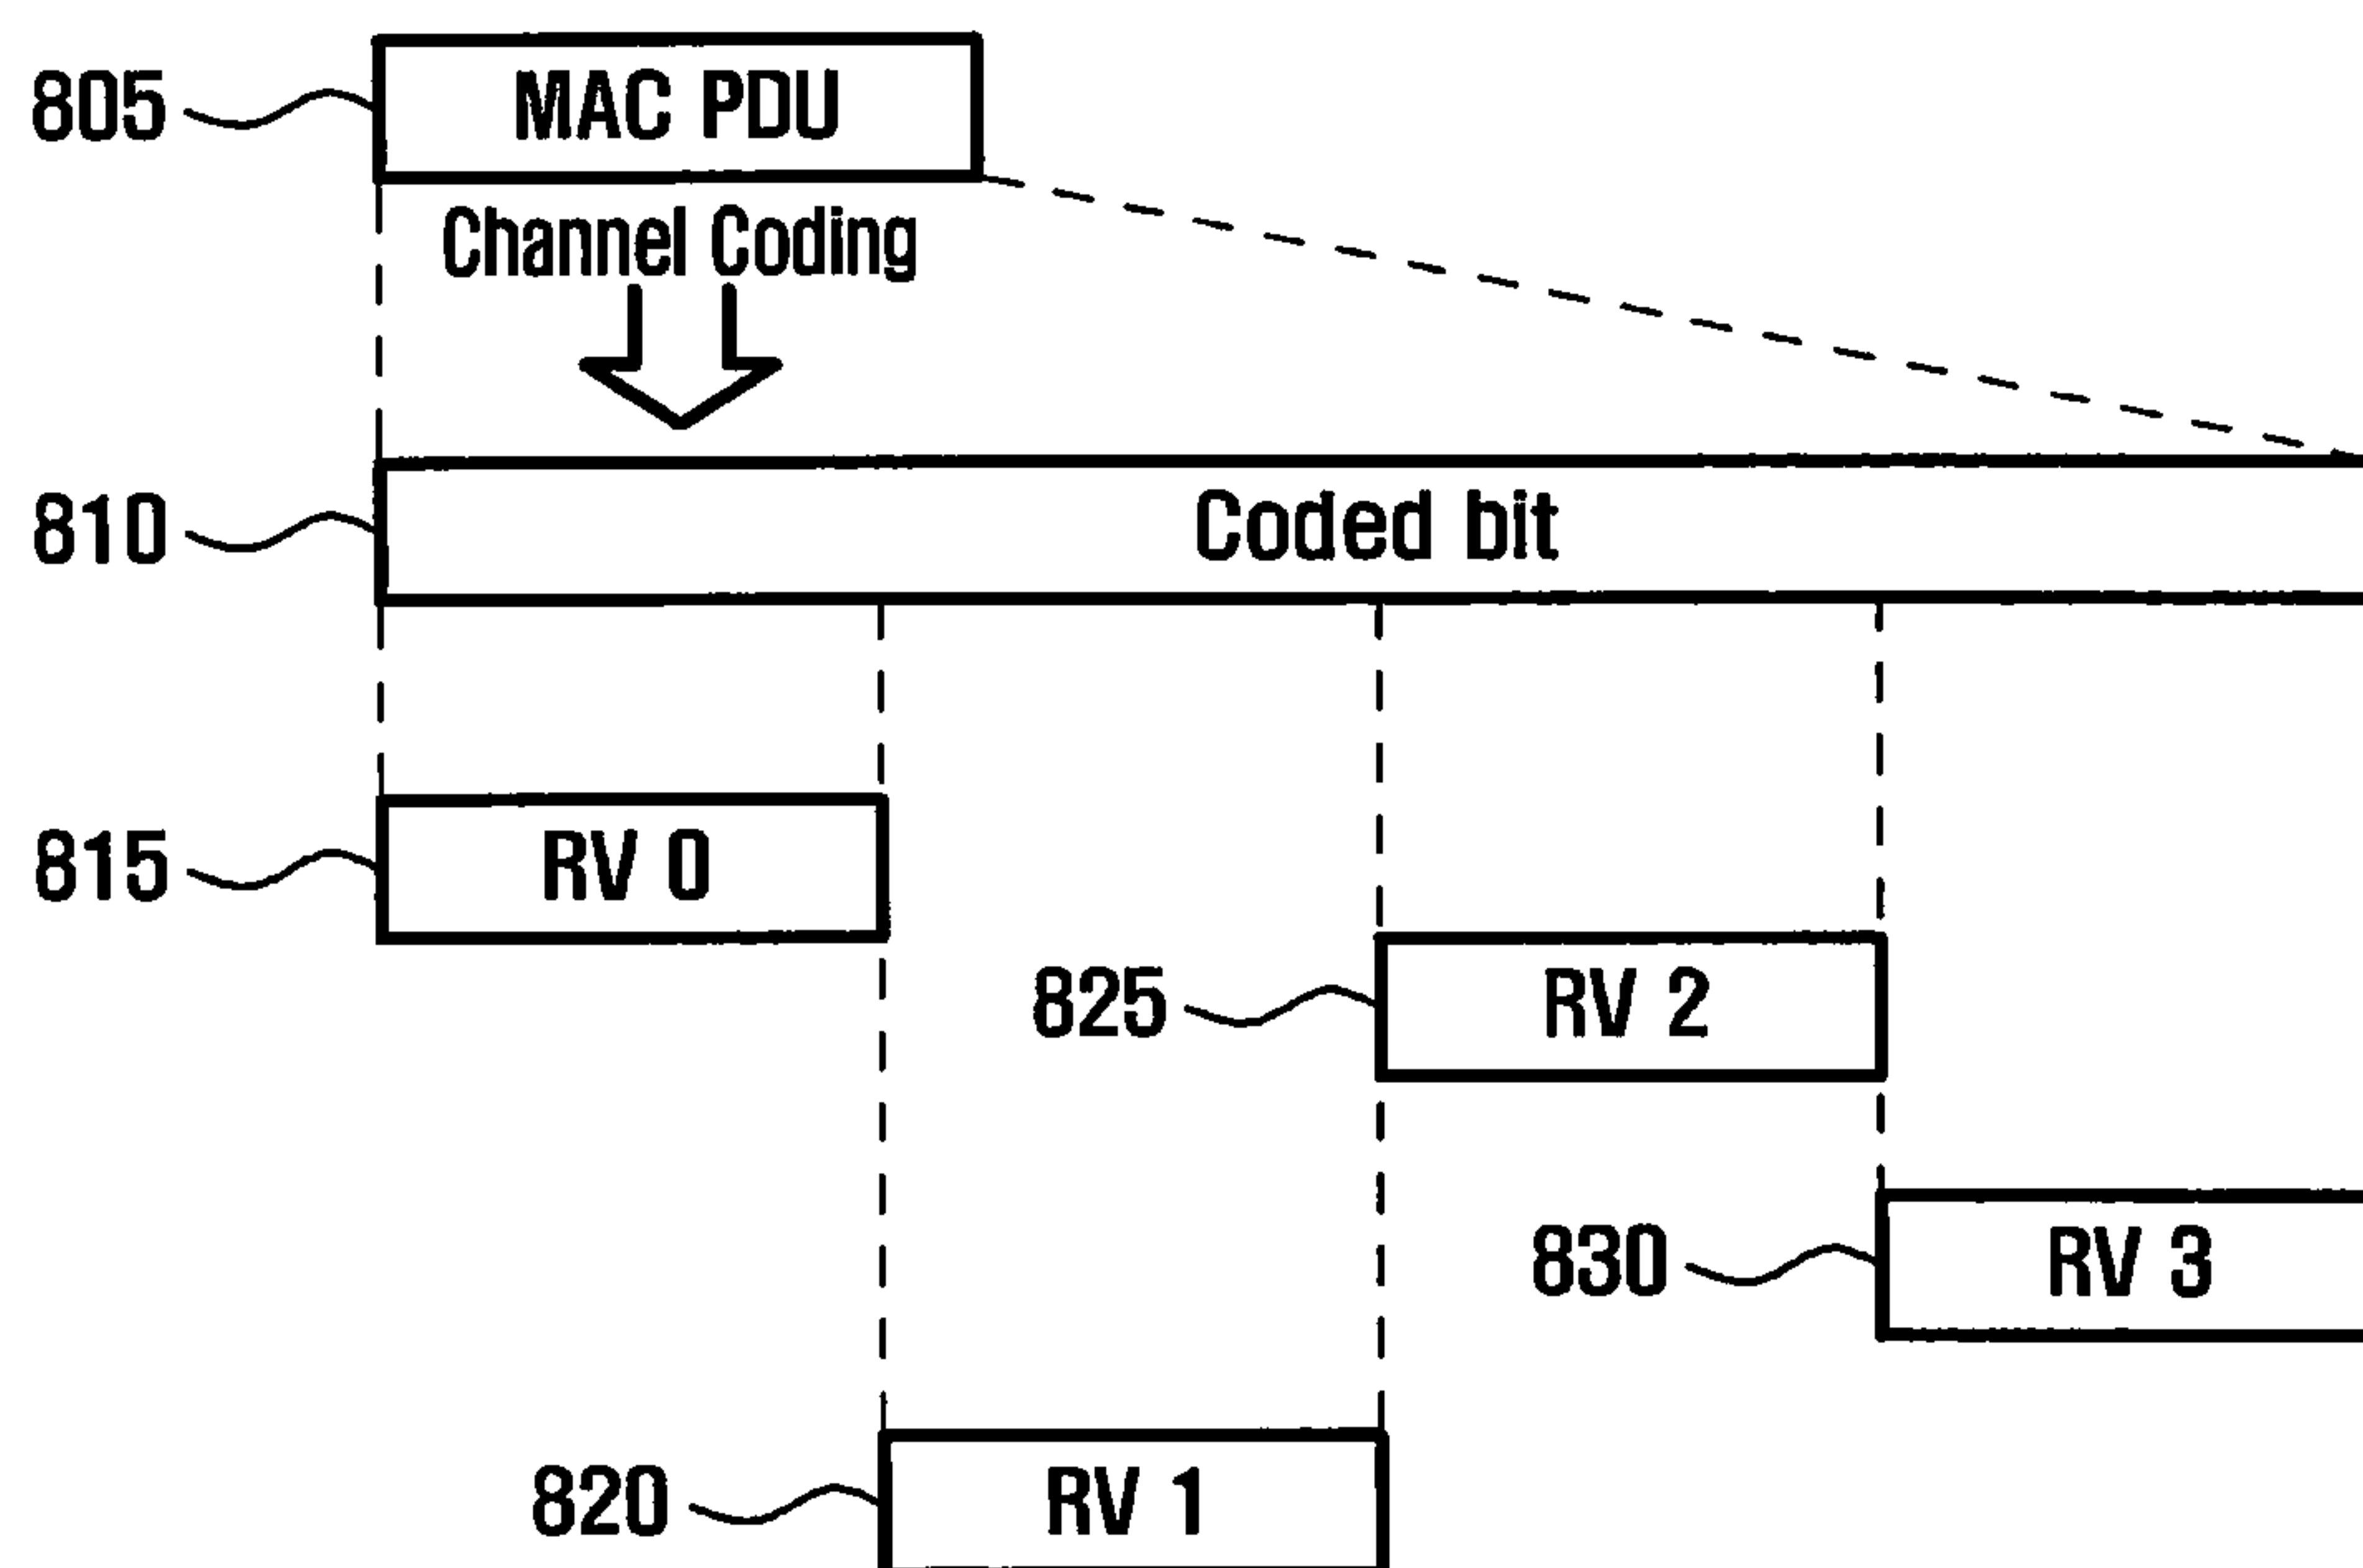 805 MAC PDU
Channel Coding
810 Coded bit
815 RV 0
825 RV 2
830 RV 3
820 RV 1